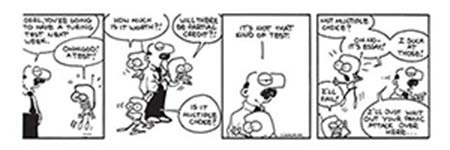 YOU'RE GOING
TO HAVE A TURING
TEST NEXT
WEEK.
OHMIGOD!
A TEST!
HOW MUCH
IS IT WORTH?!
WILL THERE
BE PARTIAL
CREDIT?!
IS IT
MULTIPLE
CHOICE?
IT'S NOT THAT
KIND OF TEST.
NOT MULTIPLE
CHOICE?
OH NO..
IT'S ESSAY!
I SUCK
AT
THOSE!
I'LL
FAIL!
I'LL JUST WAIT
OUT YOUR PANIC
ATTACK OVER
HERE...